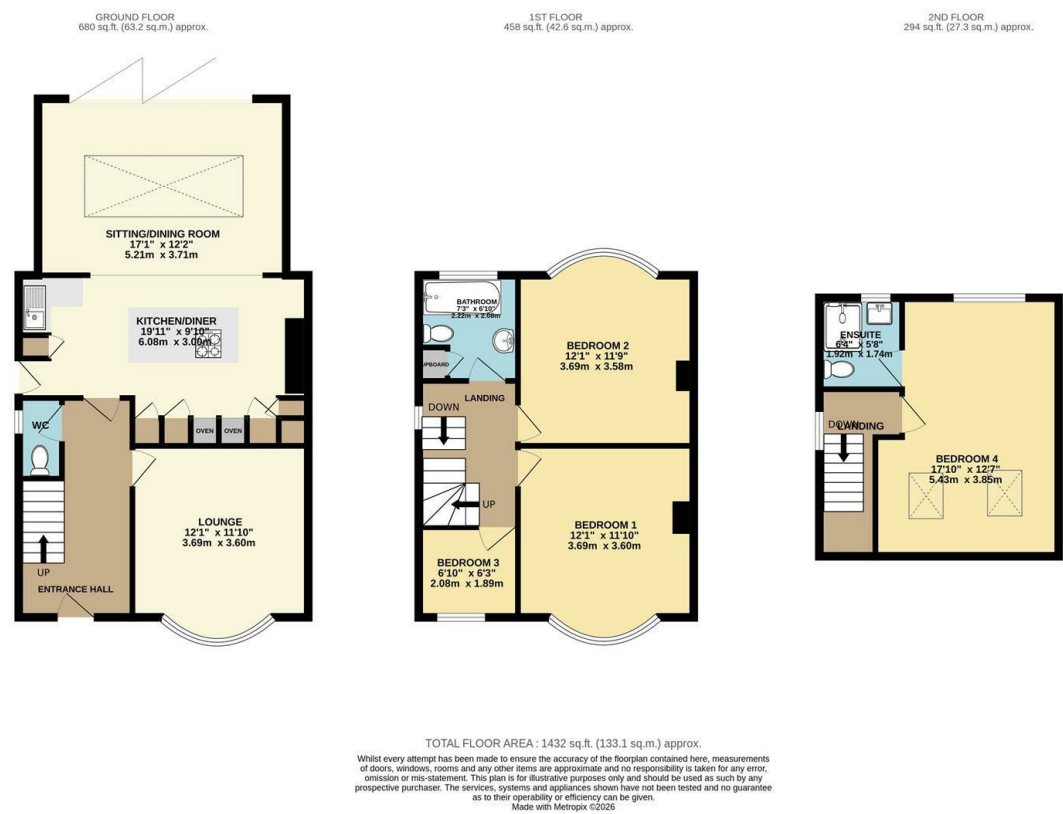 GROUND FLOOR
680 sq.ft. (63.2 sq.m.) approx.
SITTING/DINING ROOM
17'1" x 12'2"
5.21m x 3.71m
KITCHEN/DINER
19'11" x 9'10"
6.08m x 3.00m
WC
OVEN
OVEN
LOUNGE
12'1" x 11'10"
3.69m x 3.60m
UP
ENTRANCE HALL
1ST FLOOR
458 sq.ft. (42.6 sq.m.) approx.
BATHROOM
7'3" x 6'10"
2.22m x 2.08m
UPBOARD
BEDROOM 2
12'1" x 11'9"
3.69m x 3.58m
LANDING
DOWN
UP
BEDROOM 1
12'1" x 11'10"
3.69m x 3.60m
BEDROOM 3
6'10" x 6'3"
2.08m x 1.89m
2ND FLOOR
294 sq.ft. (27.3 sq.m.) approx.
ENSUITE
6'4" x 5'8"
1.92m x 1.74m
DOWN
LANDING
BEDROOM 4
17'10" x 12'7"
5.43m x 3.85m
TOTAL FLOOR AREA : 1432 sq.ft. (133.1 sq.m.) approx.
Whilst every attempt has been made to ensure the accuracy of the floorplan contained here, measurements
of doors, windows, rooms and any other items are approximate and no responsibility is taken for any error,
omission or mis-statement. This plan is for illustrative purposes only and should be used as such by any
prospective purchaser. The services, systems and appliances shown have not been tested and no guarantee
as to their operability or efficiency can be given.
Made with Metropix ©2026